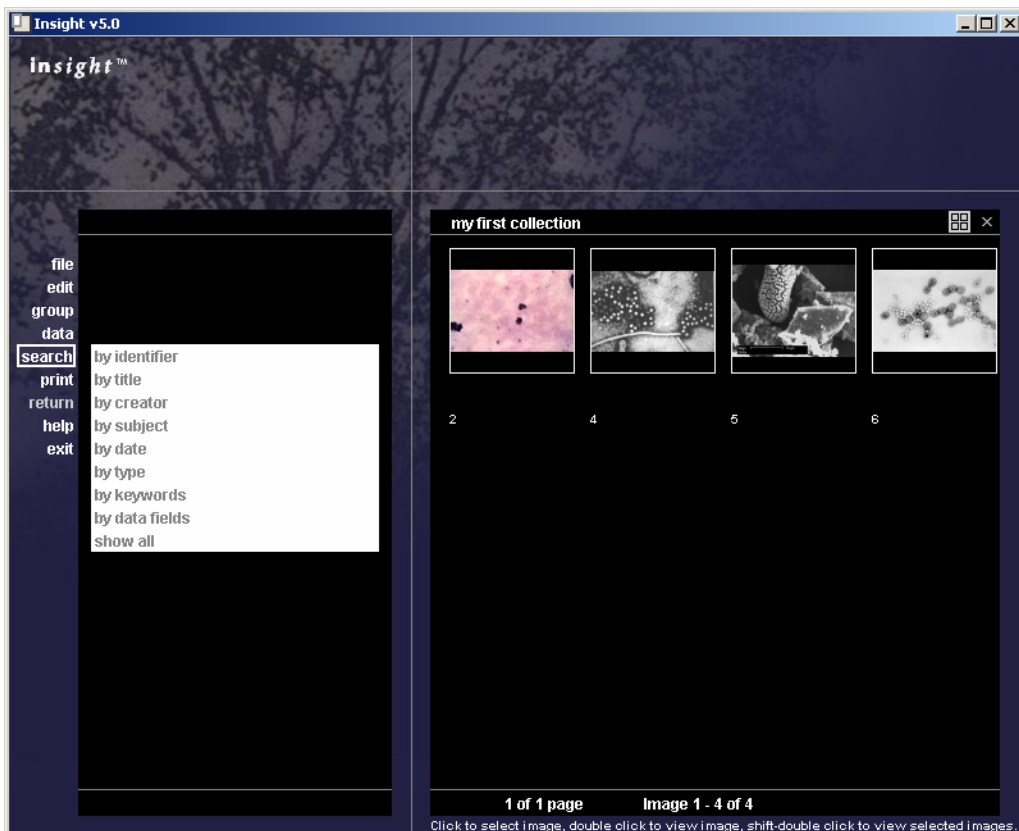 Insight v5.0
insight™
my first collection
file
edit
group
data
search
print
return
help
exit
by identifier
by title
by creator
by subject
by date
by type
by keywords
by data fields
show all
2 4 5 6
1 of 1 page Image 1 - 4 of 4
Click to select image, double click to view image, shift-double click to view selected images.